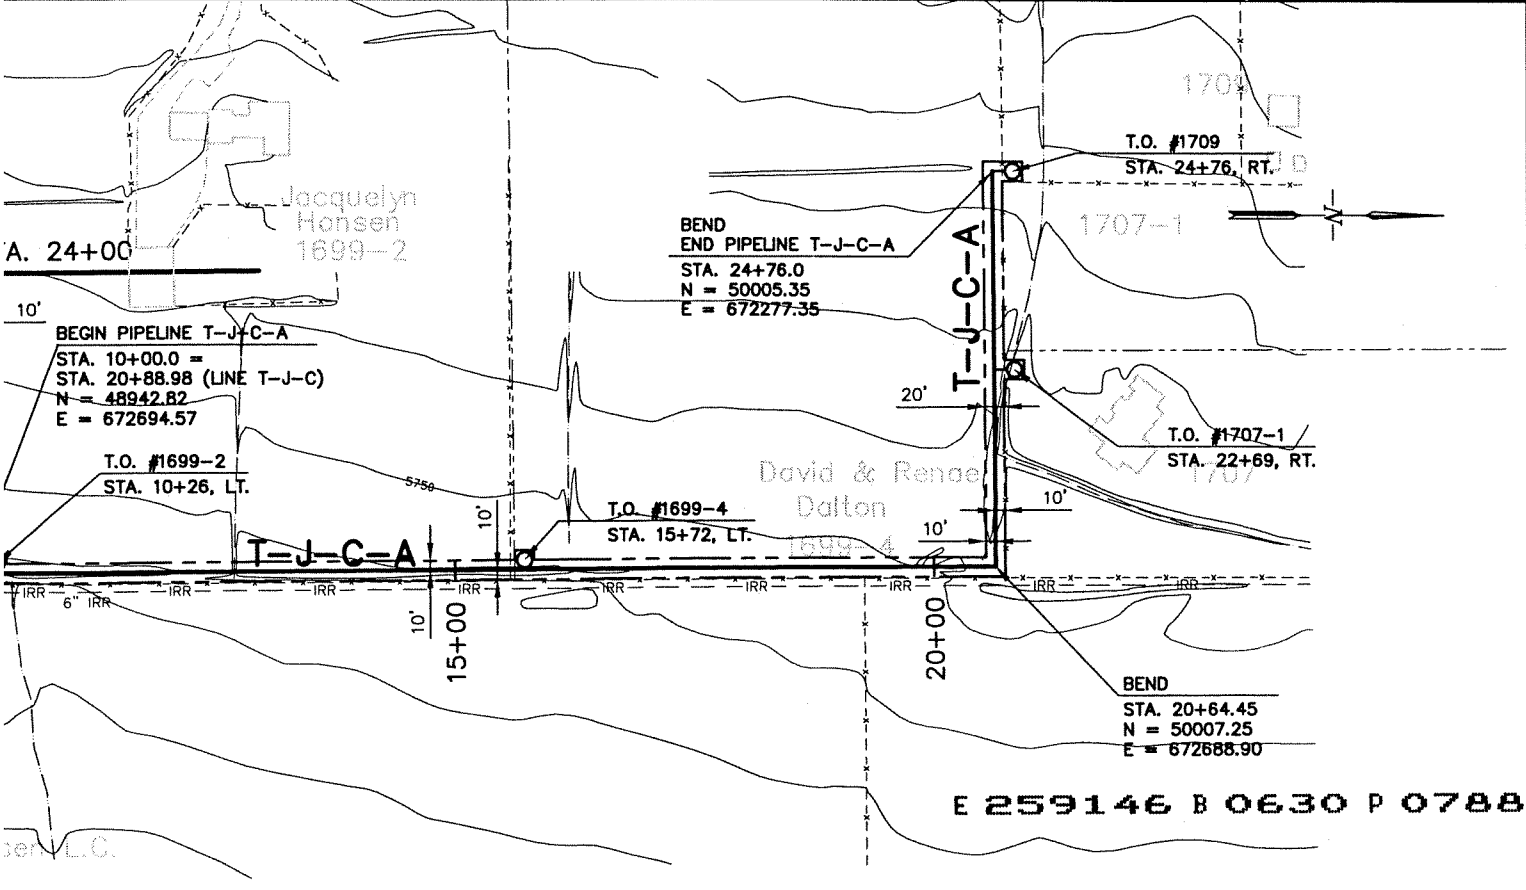 1709
T.O. #1709
STA. 24+76, RT.
D
Jacquelyn
Hansen
1699-2
1707-1
-N-
A. 24+00
10'
BEND
END PIPELINE T-J-C-A
STA. 24+76.0
N = 50005.35
E = 672277.35
T-J-C-A
BEGIN PIPELINE T-J-C-A
STA. 10+00.0 =
STA. 20+88.98 (LINE T-J-C)
N = 48942.82
E = 672694.57
20'
T.O. #1707-1
STA. 22+69, RT.
1707
T.O. #1699-2
STA. 10+26, LT.
5750
David & Renae
Dalton
1699-4
10'
10'
10'
T.O. #1699-4
STA. 15+72, LT.
T-J-C-A
IRR
6" IRR
IRR
IRR
IRR
IRR
IRR
IRR
IRR
IRR
10'
15+00
20+00
BEND
STA. 20+64.45
N = 50007.25
E = 672688.90
E 259146 B 0630 P 0788
sen L.C.